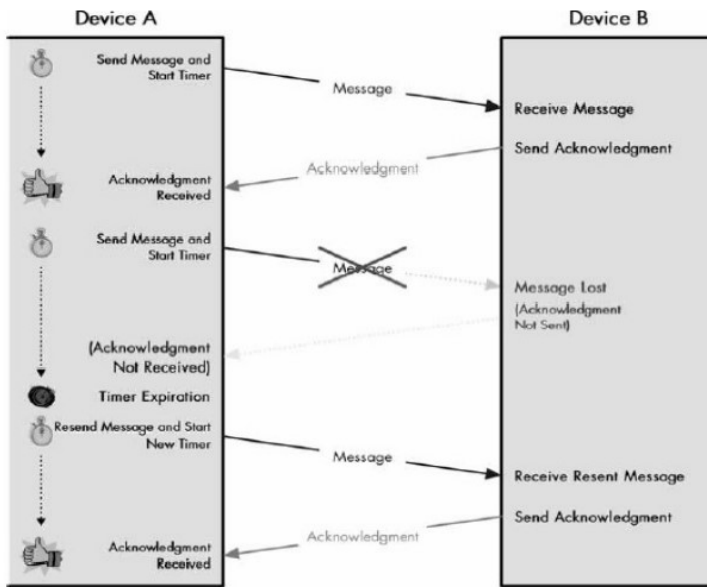 Device A
Device B
Send Message and
Start Timer
Message
Receive Message
Send Acknowledgment
Acknowledgment
Acknowledgment
Received
Send Message and
Start Timer
Message
Message Lost
(Acknowledgment
Not Sent)
(Acknowledgment
Not Received)
Timer Expiration
Resend Message and Start
New Timer
Message
Receive Resent Message
Send Acknowledgment
Acknowledgment
Acknowledgment
Received